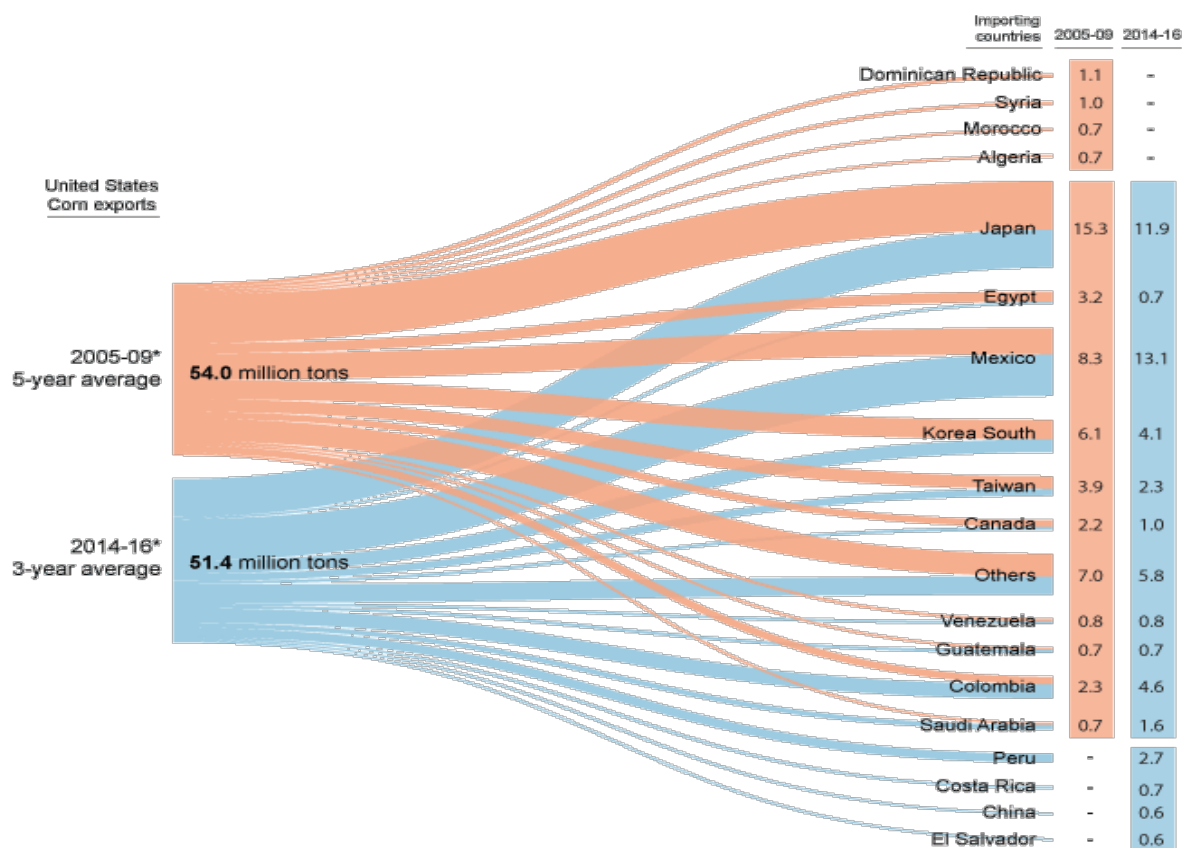 Importing
countries 2005-09 2014-16
Dominican Republic 1.1 -
Syria 1.0 -
Morocco 0.7 -
Algeria 0.7 -
United States
Corn exports
Japan 15.3 11.9
Egypt 3.2 0.7
2005-09*
5-year average
54.0 million tons
Mexico 8.3 13.1
Korea South 6.1 4.1
Taiwan 3.9 2.3
Canada 2.2 1.0
2014-16*
3-year average
51.4 million tons
Others 7.0 5.8
Venezuela 0.8 0.8
Guatemala 0.7 0.7
Colombia 2.3 4.6
Saudi Arabia 0.7 1.6
Peru - 2.7
Costa Rica - 0.7
China - 0.6
El Salvador - 0.6